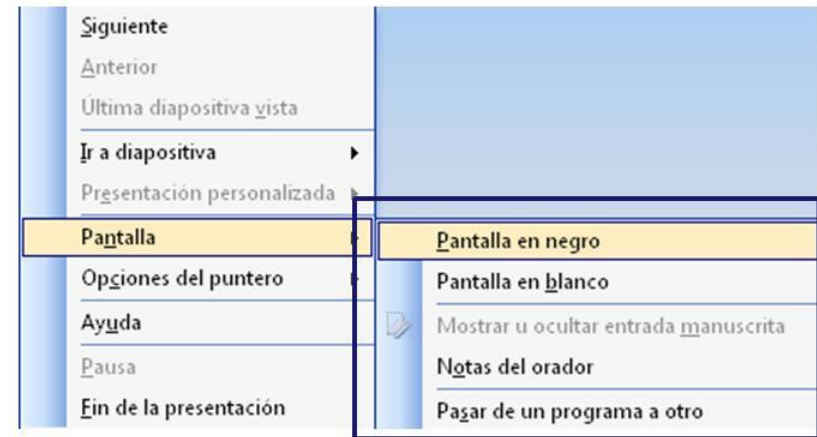 Siguiente
Anterior
Última diapositiva vista
Ir a diapositiva
Presentación personalizada
Pantalla
Opciones del puntero
Ayuda
Pausa
Fin de la presentación
Pantalla en negro
Pantalla en blanco
Mostrar u ocultar entrada manuscrita
Notas del orador
Pasar de un programa a otro